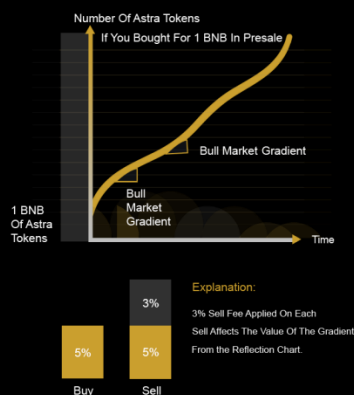 Number Of Astra Tokens
If You Bought For 1 BNB In Presale
Bull Market Gradient
Bull
Market
Gradient
1 BNB
Of Astra
Tokens
Time
3%
5%
5%
Buy
Sell
Explanation:
3% Sell Fee Applied On Each
Sell Affects The Value Of The Gradient
From the Reflection Chart.